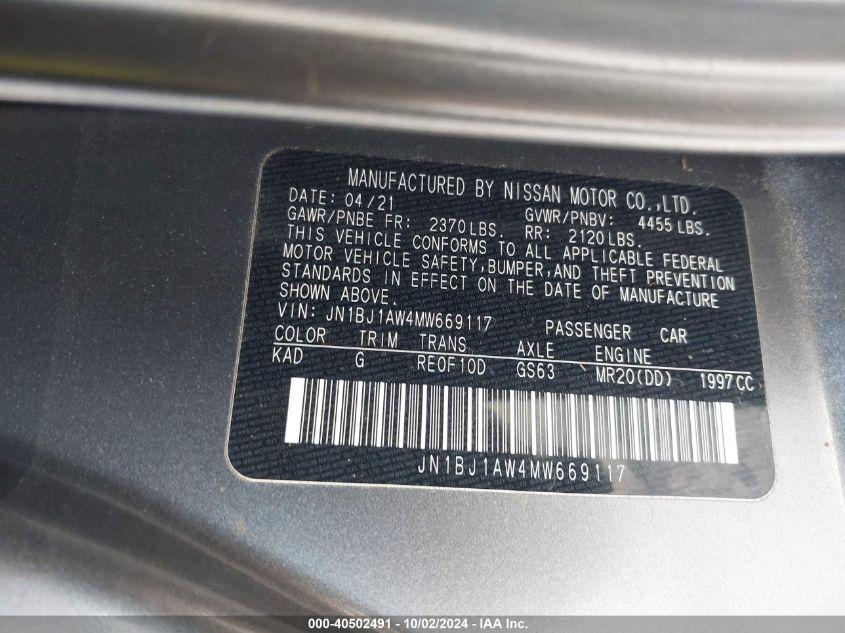 MANUFACTURED BY NISSAN MOTOR CO.,LTD.
DATE: 04/21 GVWR/PNBV: 4455 LBS.
GAWR/PNBE FR: 2370LBS. RR: 2120LBS.
THIS VEHICLE CONFORMS TO ALL APPLICABLE FEDERAL
MOTOR VEHICLE SAFETY,BUMPER,AND THEFT PREVENTION
STANDARDS IN EFFECT ON THE DATE OF MANUFACTURE
SHOWN ABOVE.
VIN: JN1BJ1AW4MW669117 PASSENGER CAR
COLOR TRIM TRANS AXLE ENGINE
KAD G RE0F10D GS63 MR20(DD) 1997CC
JN1BJ1AW4MW669117
000-40502491 - 10/02/2024 - IAA Inc.